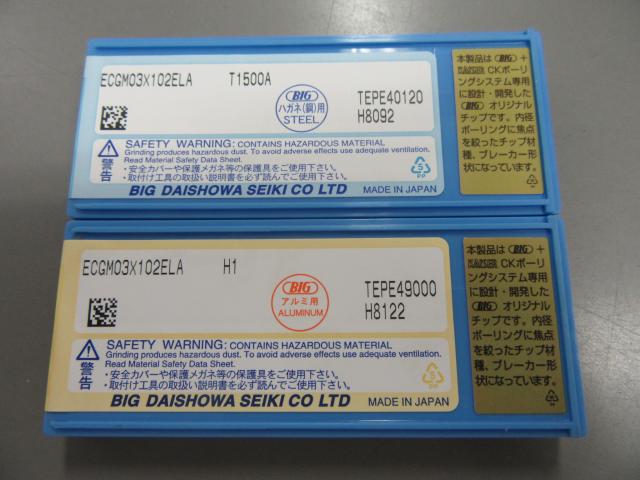 ECGM03X102ELA T1500A
BIG
ハガネ(鋼)用
STEEL
TEPE40120
H8092
警告
SAFETY WARNING: CONTAINS HAZARDOUS MATERIAL
Grinding produces hazardous dust. To avoid adverse effects use adequate ventilation.
Read Material Safety Data Sheet.
・安全カバーや保護メガネ等の保護具をご使用下さい。
・取付け工具の取扱い説明書を必ず読んでご使用下さい。
5
PP
BIG DAISHOWA SEIKI CO LTD MADE IN JAPAN
本製品は BIG +
KAISER CKボーリ
ングシステム専用
に設計・開発した
BIG オリジナル
チップです。内径
ボーリングに焦点
を絞ったチップ材
種、ブレーカー形
状になっています。
ECGM03X102ELA H1
BIG
アルミ用
ALUMINUM
TEPE49000
H8122
警告
SAFETY WARNING: CONTAINS HAZARDOUS MATERIAL
Grinding produces hazardous dust. To avoid adverse effects use adequate ventilation.
Read Material Safety Data Sheet.
・安全カバーや保護メガネ等の保護具をご使用下さい。
・取付け工具の取扱い説明書を必ず読んでご使用下さい。
5
PP
BIG DAISHOWA SEIKI CO LTD MADE IN JAPAN
本製品は BIG +
KAISER CKボーリ
ングシステム専用
に設計・開発した
BIG オリジナル
チップです。内径
ボーリングに焦点
を絞ったチップ材
種、ブレーカー形
状になっています。